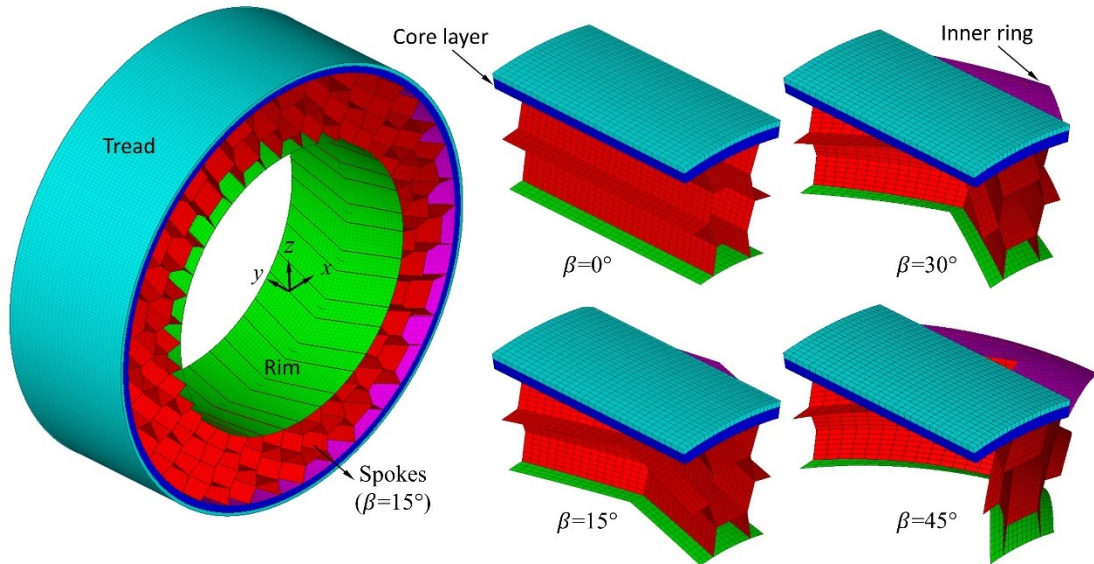 Core layer
Inner ring
Tread
z
y
x
Rim
Spokes
(β=15°)
β=0°
β=30°
β=15°
β=45°